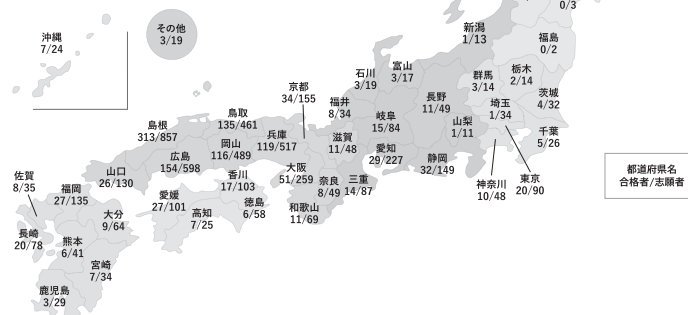 0/3
沖縄
7/24
その他
3/19
新潟
1/13
福島
0/2
石川
3/19
富山
3/17
群馬
3/14
栃木
2/14
茨城
4/32
京都
34/155
福井
8/34
長野
11/49
埼玉
1/34
鳥取
135/461
岐阜
15/84
山梨
1/11
千葉
5/26
島根
313/857
兵庫
119/517
滋賀
11/48
岡山
116/489
愛知
29/227
静岡
32/149
広島
154/598
大阪
51/259
山口
26/130
香川
17/103
奈良
8/49
三重
14/87
神奈川
10/48
東京
20/90
都道府県名
合格者/志願者
佐賀
8/35
福岡
27/135
愛媛
27/101
徳島
6/58
和歌山
11/69
大分
9/64
高知
7/25
長崎
20/78
熊本
6/41
宮崎
7/34
鹿児島
3/29